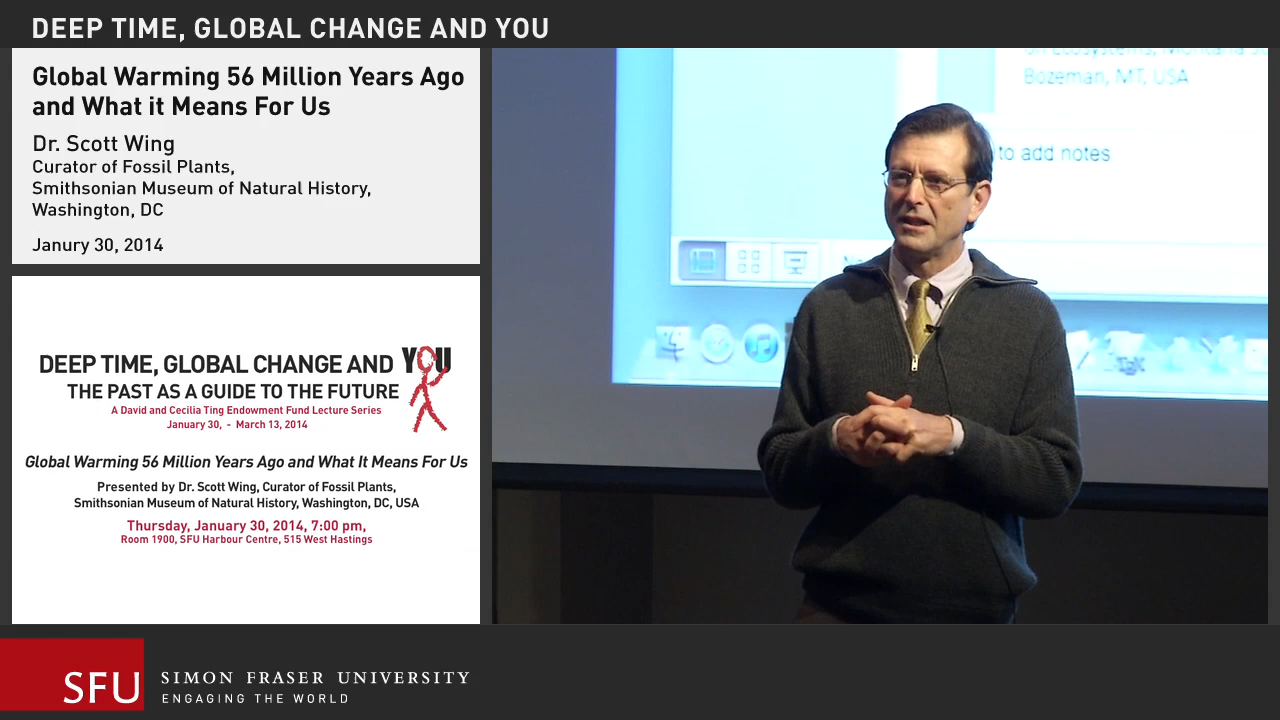 DEEP TIME, GLOBAL CHANGE AND YOU
Global Warming 56 Million Years Ago
and What it Means For Us
Dr. Scott Wing
Curator of Fossil Plants,
Smithsonian Museum of Natural History,
Washington, DC
Janury 30, 2014
DEEP TIME, GLOBAL CHANGE AND YOU
THE PAST AS A GUIDE TO THE FUTURE
A David and Cecilia Ting Endowment Fund Lecture Series
January 30, - March 13, 2014
Global Warming 56 Million Years Ago and What It Means For Us
Presented by Dr. Scott Wing, Curator of Fossil Plants,
Smithsonian Museum of Natural History, Washington, DC, USA
Thursday, January 30, 2014, 7:00 pm,
Room 1900, SFU Harbour Centre, 515 West Hastings
on Ecosystems, Montana
Bozeman, MT, USA
to add notes
SFU
SIMON FRASER UNIVERSITY
ENGAGING THE WORLD